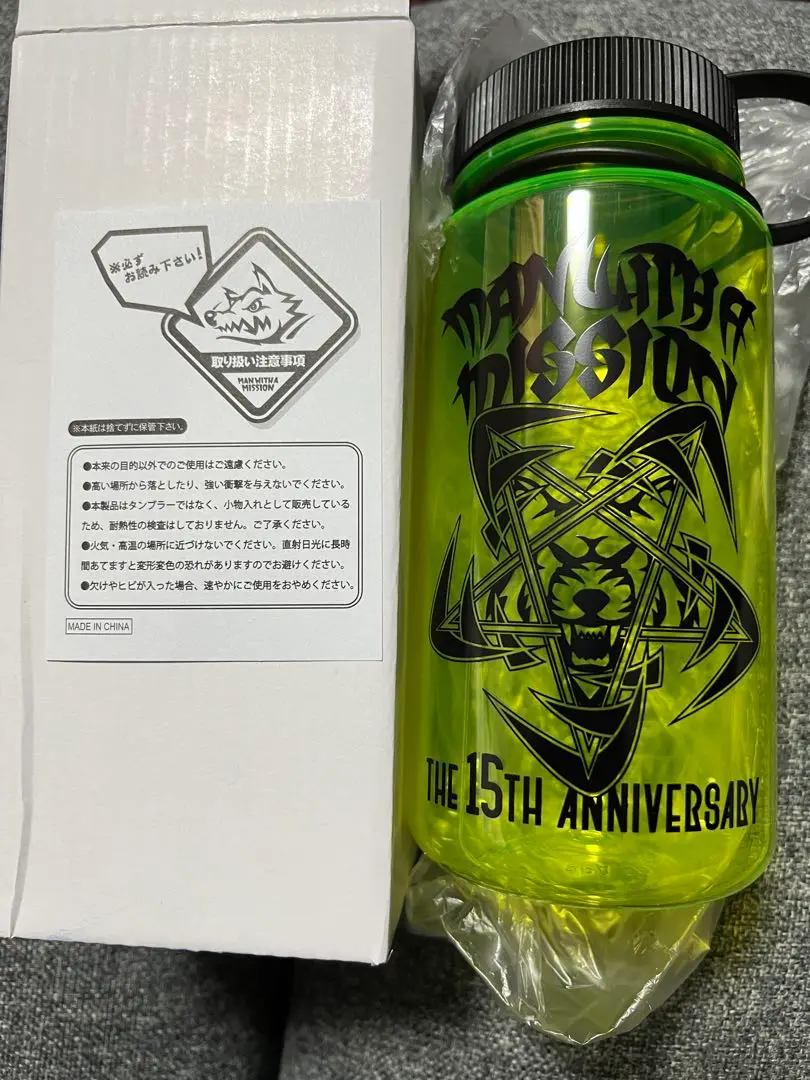 ※必ず
お読み下さい!
取り扱い注意事項
MAN WITH A
MISSION
※本紙は捨てずに保管下さい。
●本来の目的以外でのご使用はご遠慮ください。
●高い場所から落としたり、強い衝撃を与えないでください。
●本製品はタンブラーではなく、小物入れとして販売している
ため、耐熱性の検査はしておりません。ご了承ください。
●火気・高温の場所に近づけないでください。直射日光に長時
間あてますと変形変色の恐れがありますのでお避けください。
●欠けやヒビが入った場合、速やかにご使用をおやめください。
MADE IN CHINA
MAN WITH A
MISSION
THE 15TH ANNIVERSARY